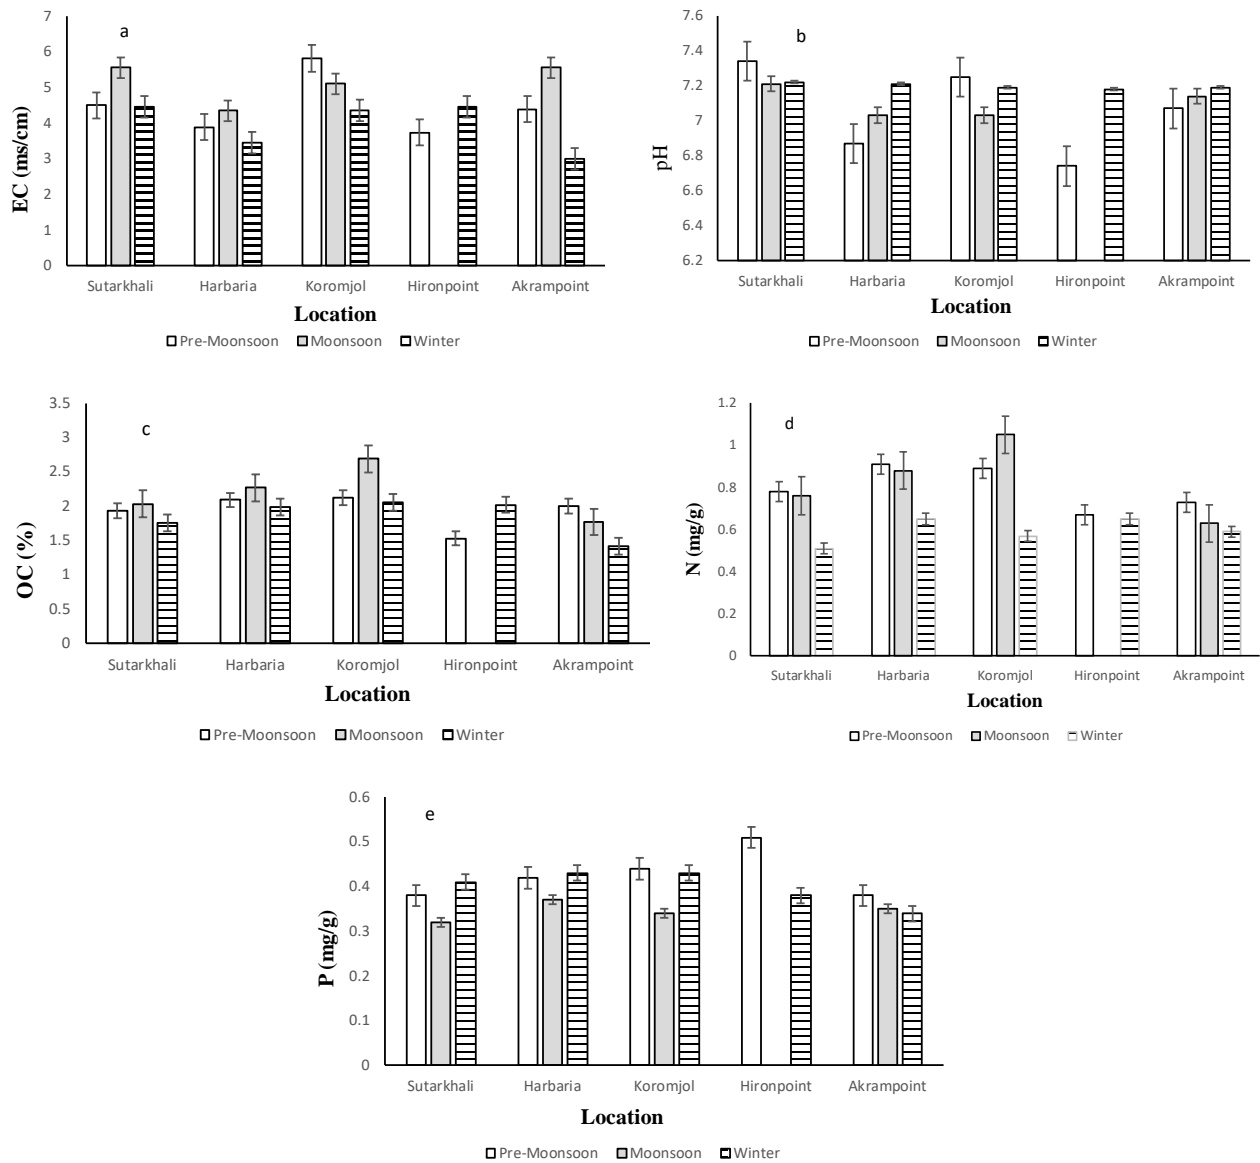 a
7
6
5
4
3
2
1
0
EC (ms/cm)
Sutarkhali Harbaria Koromjol Hironpoint Akrampoint
Location
Pre-Moonsoon Moonsoon Winter
b
7.6
7.4
7.2
7
6.8
6.6
6.4
6.2
pH
Sutarkhali Harbaria Koromjol Hironpoint Akrampoint
Location
Pre-Moonsoon Moonsoon Winter
c
3.5
3
2.5
2
1.5
1
0.5
0
OC (%)
Sutarkhali Harbaria Koromjol Hironpoint Akrampoint
Location
Pre-Moonsoon Moonsoon Winter
d
1.2
1
0.8
0.6
0.4
0.2
0
N (mg/g)
Sutarkhali Harbaria Koromjol Hironpoint Akrampoint
Location
Pre-Moonsoon Moonsoon Winter
e
0.6
0.5
0.4
0.3
0.2
0.1
0
P (mg/g)
Sutarkhali Harbaria Koromjol Hironpoint Akrampoint
Location
Pre-Moonsoon Moonsoon Winter